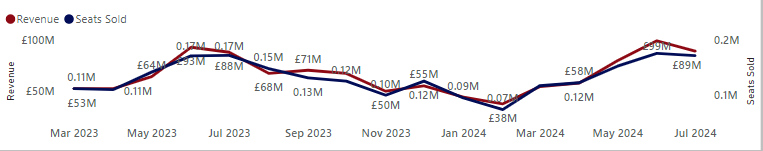 Revenue Seats Sold
£100M
£50M
Revenue
0.11M
£53M
0.11M
£64M
0.17M
£93M
0.17M
£88M
0.15M
£68M
£71M
0.13M
0.12M
0.10M
£50M
£55M
0.12M
0.09M
0.07M
£38M
£58M
0.12M
£99M
£89M
0.2M
0.1M
Seats Sold
Mar 2023 May 2023 Jul 2023 Sep 2023 Nov 2023 Jan 2024 Mar 2024 May 2024 Jul 2024